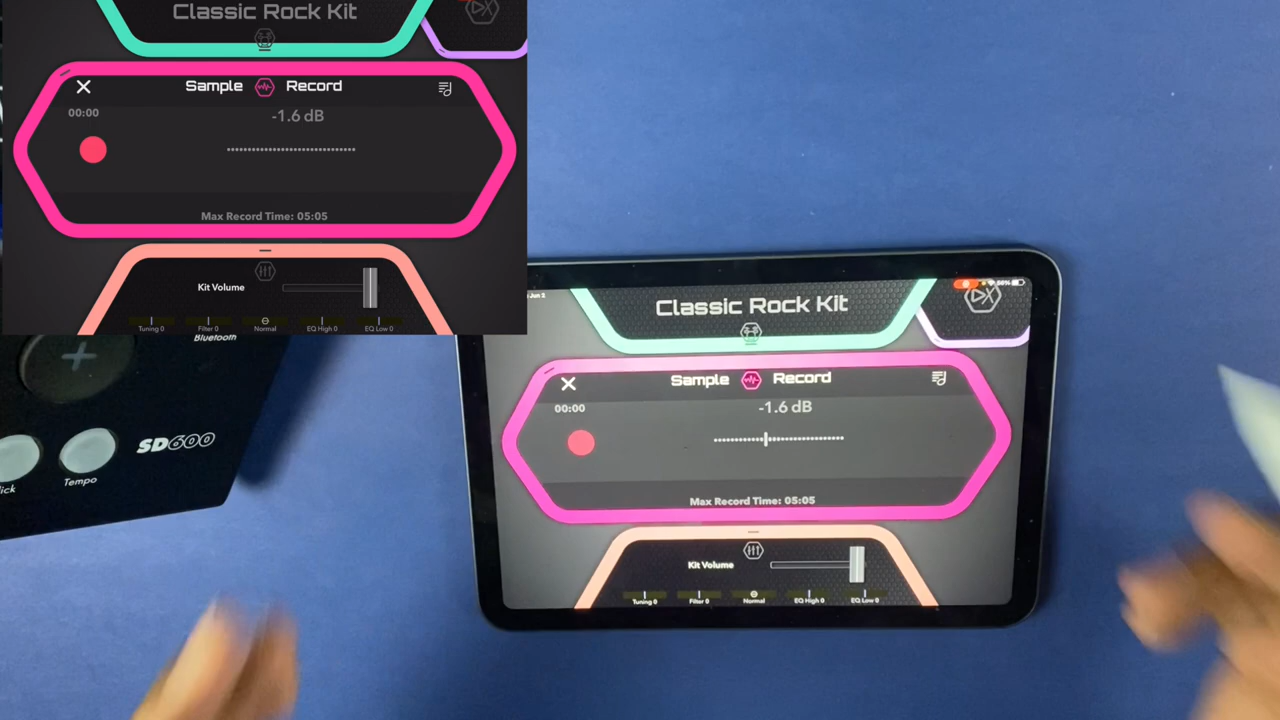 Classic Rock Kit
Sample Record
00:00
-1.6 dB
Max Record Time: 05:05
Kit Volume
Tuning 0 Filter 0 Normal EQ High 0 EQ Low 0
Bluetooth
SD600
Tempo
Jun 2
59%
Classic Rock Kit
Sample Record
00:00
-1.6 dB
Max Record Time: 05:05
Kit Volume
Tuning 0 Filter 0 Normal EQ High 0 EQ Low 0